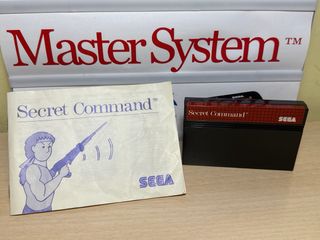 Master System™
Secret Command™
SEGA
Secret Command™
SEGA